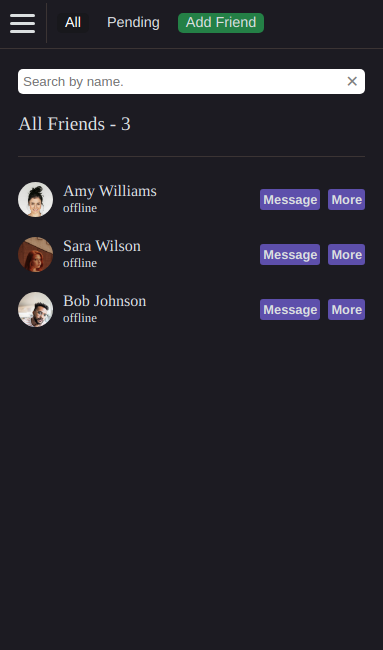 All Pending Add Friend
Search by name.
All Friends - 3
Amy Williams
offline
Message More
Sara Wilson
offline
Message More
Bob Johnson
offline
Message More